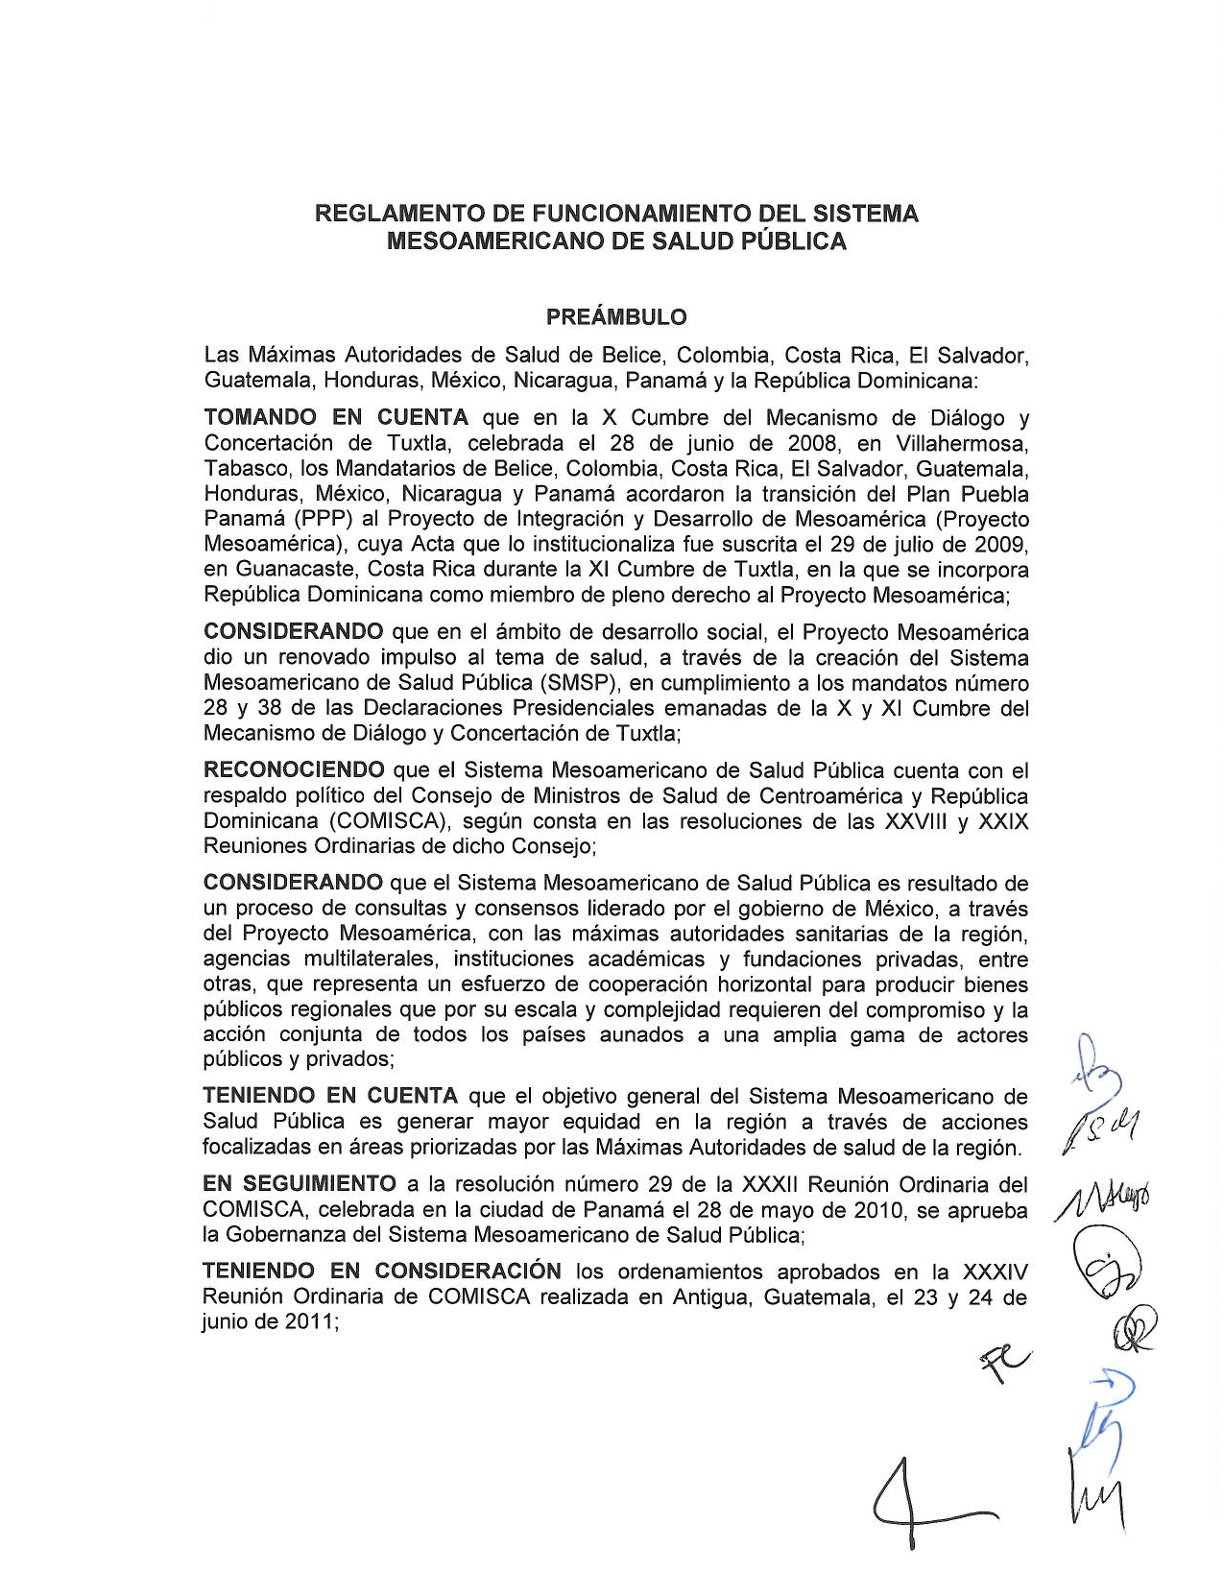 REGLAMENTO DE FUNCIONAMIENTO DEL SISTEMA
MESOAMERICANO DE SALUD PÚBLICA
PREÁMBULO
Las Máximas Autoridades de Salud de Belice, Colombia, Costa Rica, El Salvador,
Guatemala, Honduras, México, Nicaragua, Panamá y la República Dominicana:
TOMANDO EN CUENTA que en la X Cumbre del Mecanismo de Diálogo y
Concertación de Tuxtla, celebrada el 28 de junio de 2008, en Villahermosa,
Tabasco, los Mandatarios de Belice, Colombia, Costa Rica, El Salvador, Guatemala,
Honduras, México, Nicaragua y Panamá acordaron la transición del Plan Puebla
Panamá (PPP) al Proyecto de Integración y Desarrollo de Mesoamérica (Proyecto
Mesoamérica), cuya Acta que lo institucionaliza fue suscrita el 29 de julio de 2009,
en Guanacaste, Costa Rica durante la XI Cumbre de Tuxtla, en la que se incorpora
República Dominicana como miembro de pleno derecho al Proyecto Mesoamérica;
CONSIDERANDO que en el ámbito de desarrollo social, el Proyecto Mesoamérica
dio un renovado impulso al tema de salud, a través de la creación del Sistema
Mesoamericano de Salud Pública (SMSP), en cumplimiento a los mandatos número
28 y 38 de las Declaraciones Presidenciales emanadas de la X y XI Cumbre del
Mecanismo de Diálogo y Concertación de Tuxtla;
RECONOCIENDO que el Sistema Mesoamericano de Salud Pública cuenta con el
respaldo político del Consejo de Ministros de Salud de Centroamérica y República
Dominicana (COMISCA), según consta en las resoluciones de las XXVIII y XXIX
Reuniones Ordinarias de dicho Consejo;
CONSIDERANDO que el Sistema Mesoamericano de Salud Pública es resultado de
un proceso de consultas y consensos liderado por el gobierno de México, a través
del Proyecto Mesoamérica, con las máximas autoridades sanitarias de la región,
agencias multilaterales, instituciones académicas y fundaciones privadas, entre
otras, que representa un esfuerzo de cooperación horizontal para producir bienes
públicos regionales que por su escala y complejidad requieren del compromiso y la
acción conjunta de todos los países aunados a una amplia gama de actores
públicos y privados;
TENIENDO EN CUENTA que el objetivo general del Sistema Mesoamericano de
Salud Pública es generar mayor equidad en la región a través de acciones
focalizadas en áreas priorizadas por las Máximas Autoridades de salud de la región.
EN SEGUIMIENTO a la resolución número 29 de la XXXII Reunión Ordinaria del
COMISCA, celebrada en la ciudad de Panamá el 28 de mayo de 2010, se aprueba
la Gobernanza del Sistema Mesoamericano de Salud Pública;
TENIENDO EN CONSIDERACIÓN los ordenamientos aprobados en la XXXIV
Reunión Ordinaria de COMISCA realizada en Antigua, Guatemala, el 23 y 24 de
junio de 2011;